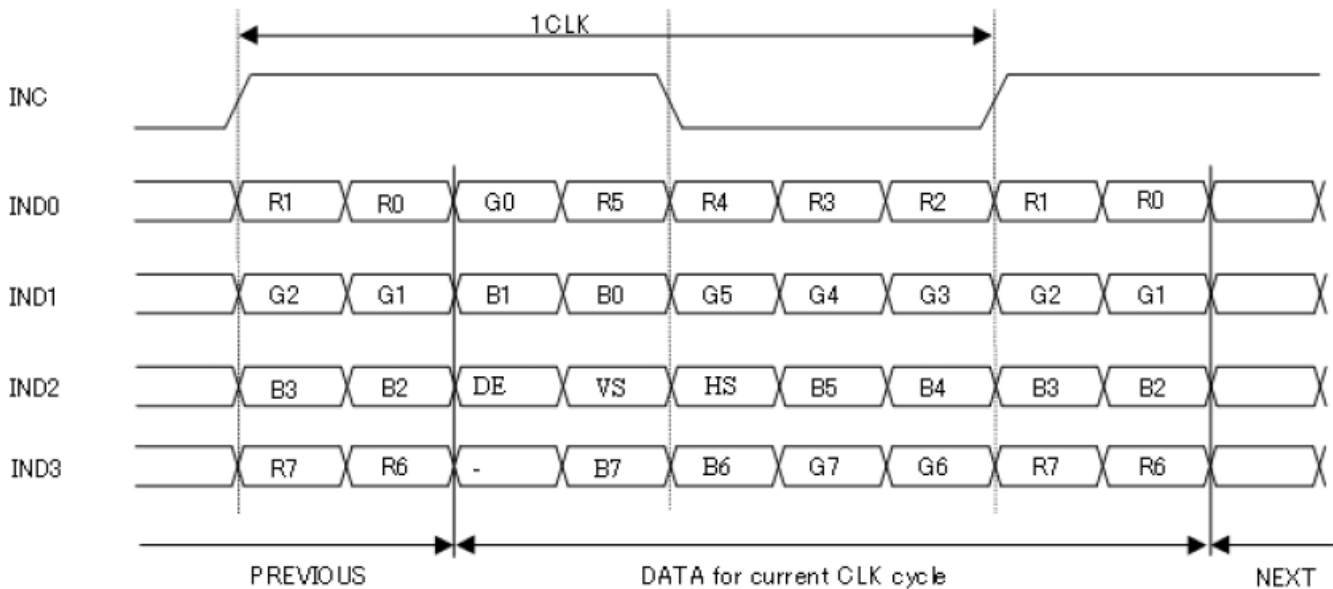 1CLK
INC
IND0 R1 R0 G0 R5 R4 R3 R2 R1 R0
IND1 G2 G1 B1 B0 G5 G4 G3 G2 G1
IND2 B3 B2 DE VS HS B5 B4 B3 B2
IND3 R7 R6 - B7 B6 G7 G6 R7 R6
PREVIOUS DATA for current CLK cycle NEXT